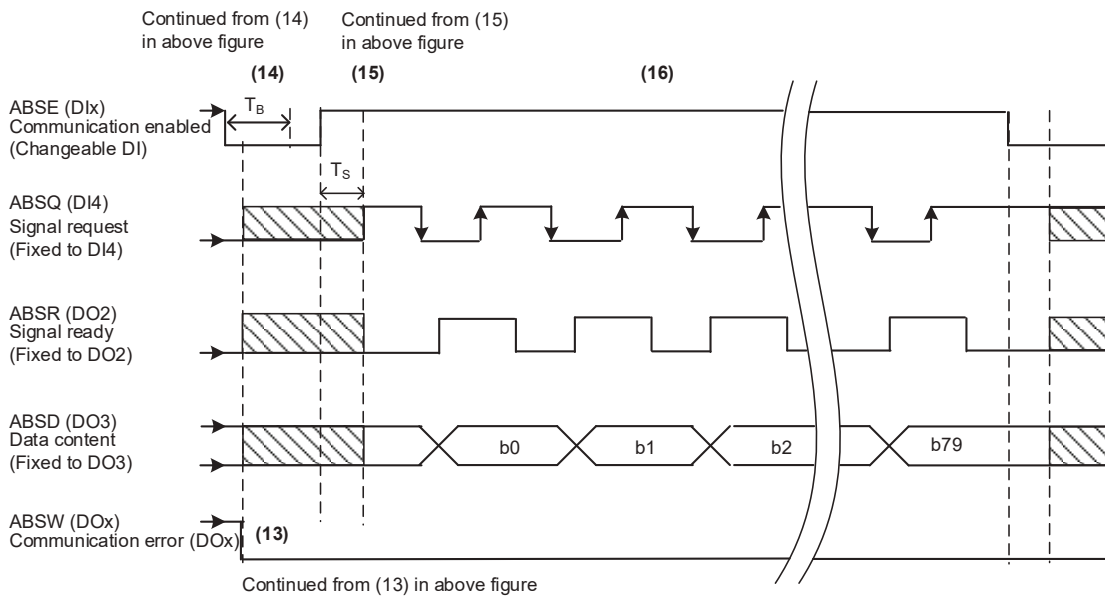 Continued from (14)
in above figure
Continued from (15)
in above figure
(14)
(15)
(16)
ABSE (DIx)
Communication enabled
(Changeable DI)
TB
TS
ABSQ (DI4)
Signal request
(Fixed to DI4)
ABSR (DO2)
Signal ready
(Fixed to DO2)
ABSD (DO3)
Data content
(Fixed to DO3)
b0
b1
b2
b79
ABSW (DOx)
Communication error (DOx)
(13)
Continued from (13) in above figure